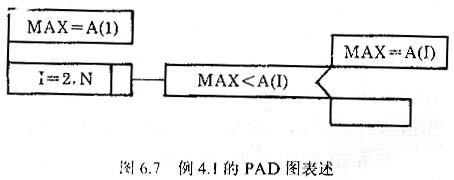 MAX=A(1)
MAX=A(I)
I=2,N
MAX<A(I)
图 6.7 例 4.1 的 PAD 图表述